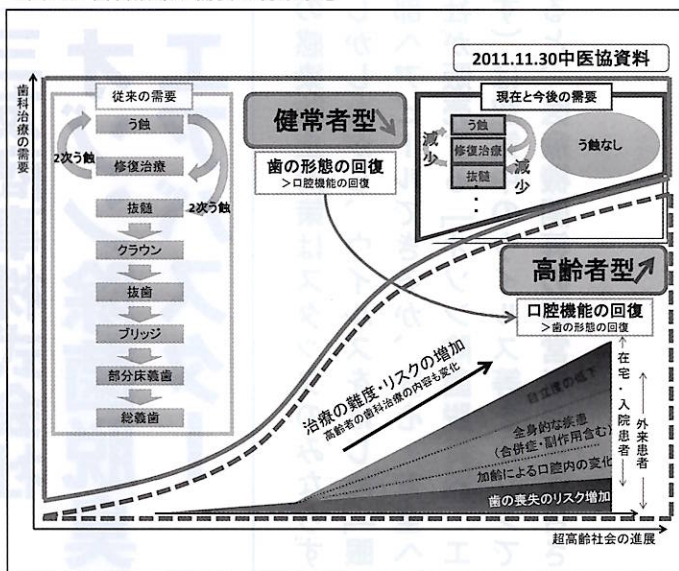 2011.11.30中医協資料
歯科治療の需要
従来の需要
う蝕
2次う蝕
修復治療
抜髄
2次う蝕
クラウン
抜歯
ブリッジ
部分床義歯
総義歯
健常者型
歯の形態の回復
>口腔機能の回復
現在と今後の需要
う蝕
修復治療
抜髄
:
減少
減少
う蝕なし
高齢者型
口腔機能の回復
>歯の形態の回復
治療の難度・リスクの増加
高齢者の歯科治療の内容も変化
自立度の低下
全身的な疾患
(合併症・副作用含む)
加齢による口腔内の変化
歯の喪失のリスク増加
在宅・入院患者
外来患者
超高齢社会の進展